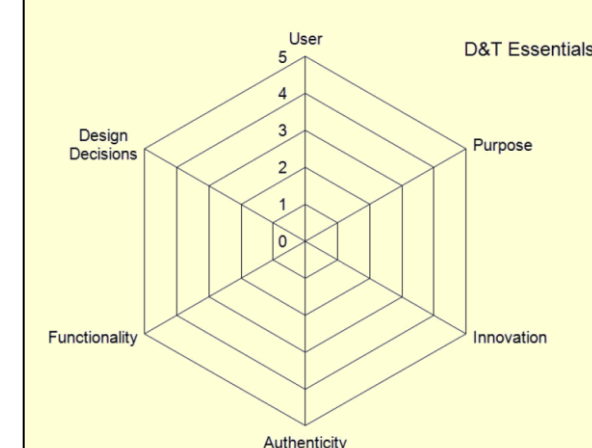 User
D&T Essentials
5
4
3
2
1
0
Design
Decisions
Purpose
Functionality
Innovation
Authenticity